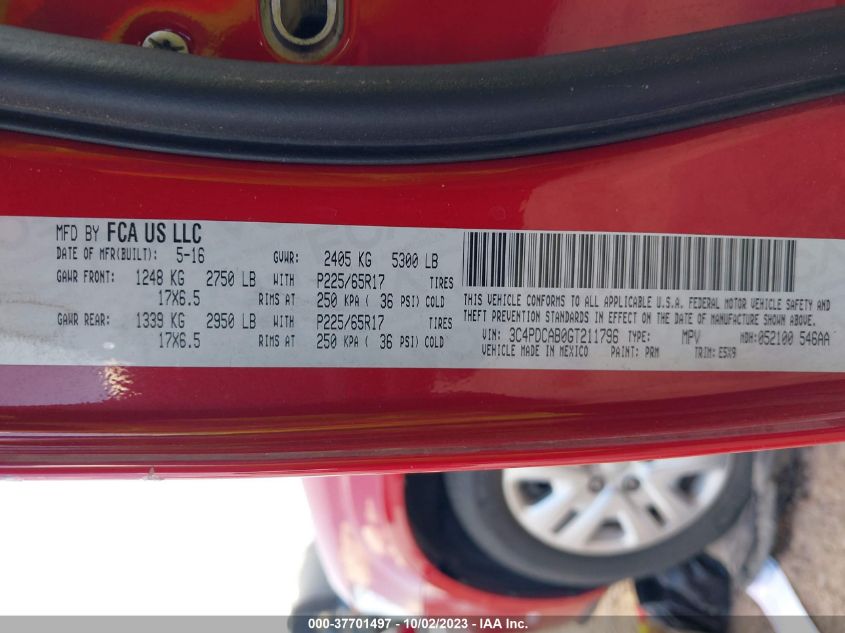 MFD BY FCA US LLC
DATE OF MFR(BUILT): 5-16 GVWR: 2405 KG 5300 LB
GAWR FRONT: 1248 KG 2750 LB WITH P225/65R17 TIRES
17X6.5 RIMS AT 250 KPA ( 36 PSI) COLD
GAWR REAR: 1339 KG 2950 LB WITH P225/65R17 TIRES
17X6.5 RIMS AT 250 KPA ( 36 PSI) COLD
THIS VEHICLE CONFORMS TO ALL APPLICABLE U.S.A. FEDERAL MOTOR VEHICLE SAFETY AND
THEFT PREVENTION STANDARDS IN EFFECT ON THE DATE OF MANUFACTURE SHOWN ABOVE.
VIN: 3C4PDCAB0GT211796 TYPE: MPV MDH:052100 546AA
VEHICLE MADE IN MEXICO PAINT: PRM TRIM: E5X9
000-37701497 - 10/02/2023 - IAA Inc.